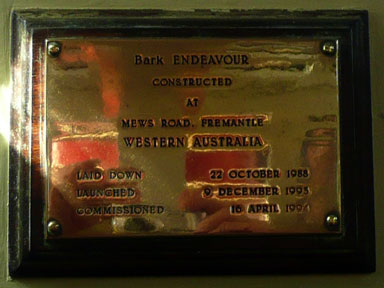 Bark ENDEAVOUR
CONSTRUCTED
AT
MEWS ROAD, FREMANTLE
WESTERN AUSTRALIA
LAID DOWN 22 OCTOBER 1988
LAUNCHED 9 DECEMBER 1993
COMMISSIONED 16 APRIL 1994